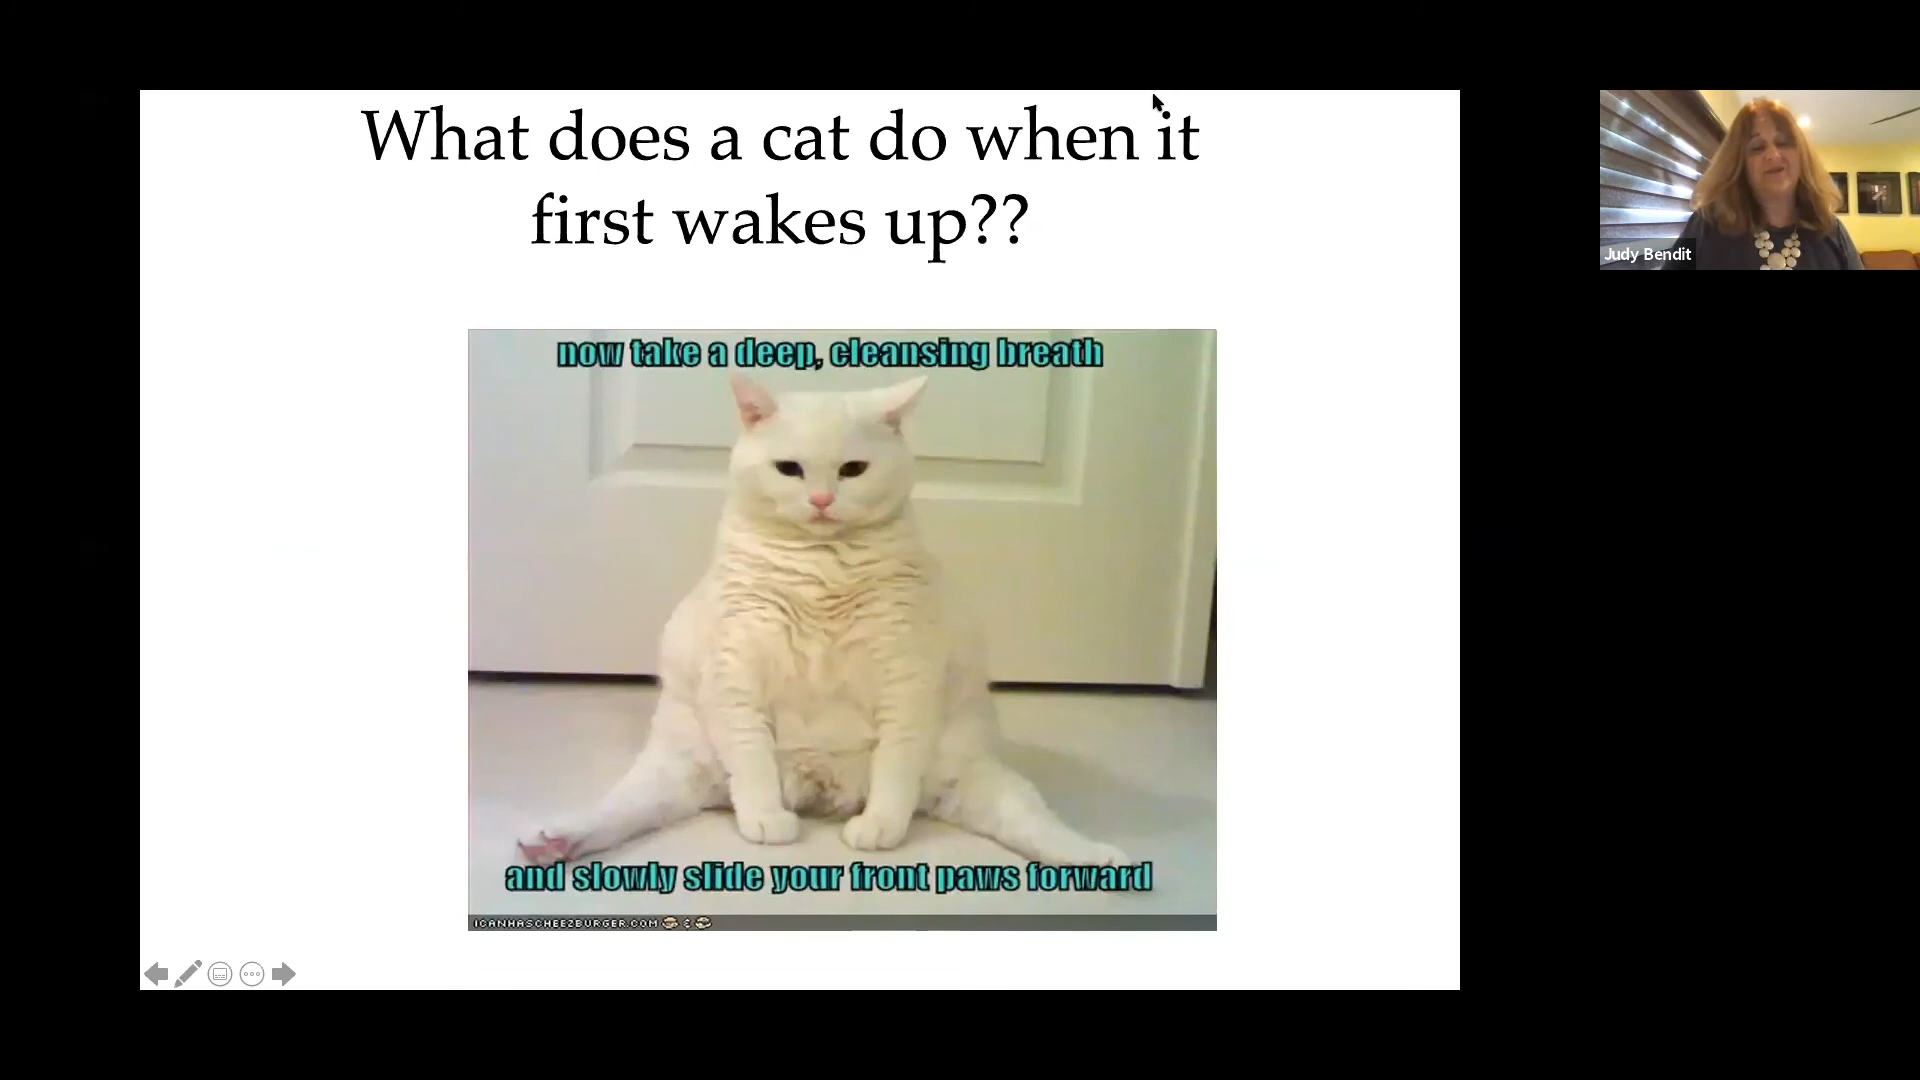 What does a cat do when it
first wakes up??
Judy Bendit
now take a deep, cleansing breath
and slowly slide your front paws forward
ICANHASCHEEZBURGER.COM